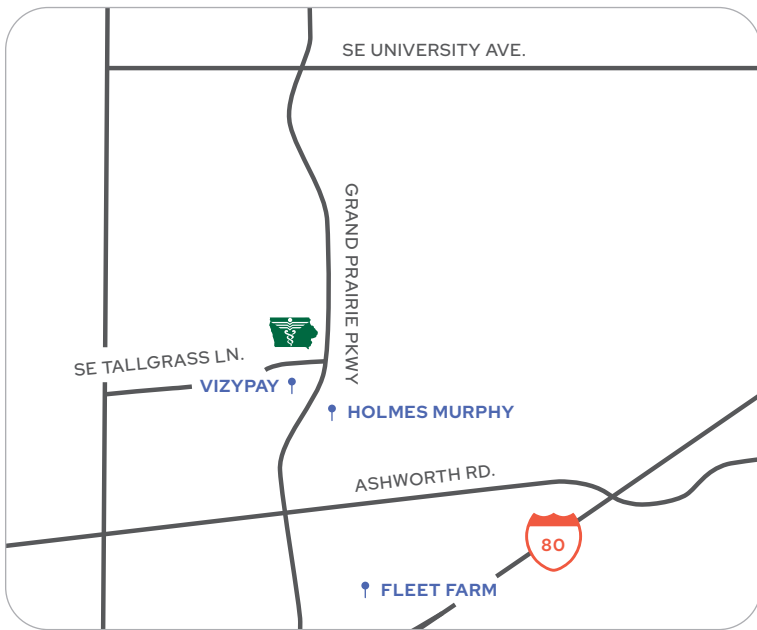 SE UNIVERSITY AVE.
GRAND PRAIRIE PKWY
SE TALLGRASS LN.
VIZYPAY
HOLMES MURPHY
ASHWORTH RD.
80
FLEET FARM